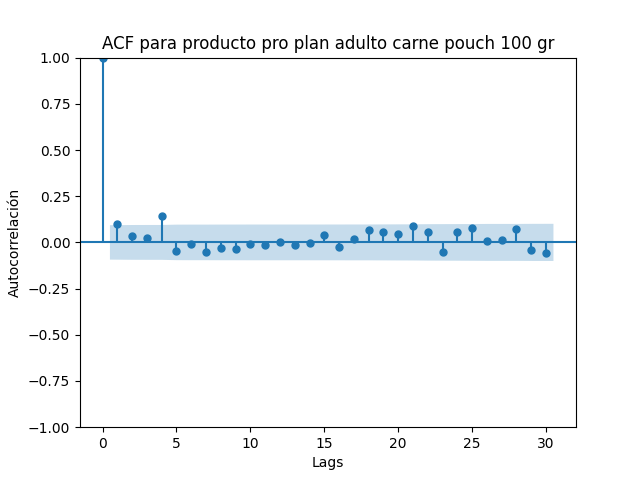 ACF para producto pro plan adulto carne pouch 100 gr
1.00
0.75
0.50
0.25
0.00
−0.25
−0.50
−0.75
−1.00
Autocorrelación
0 5 10 15 20 25 30
Lags